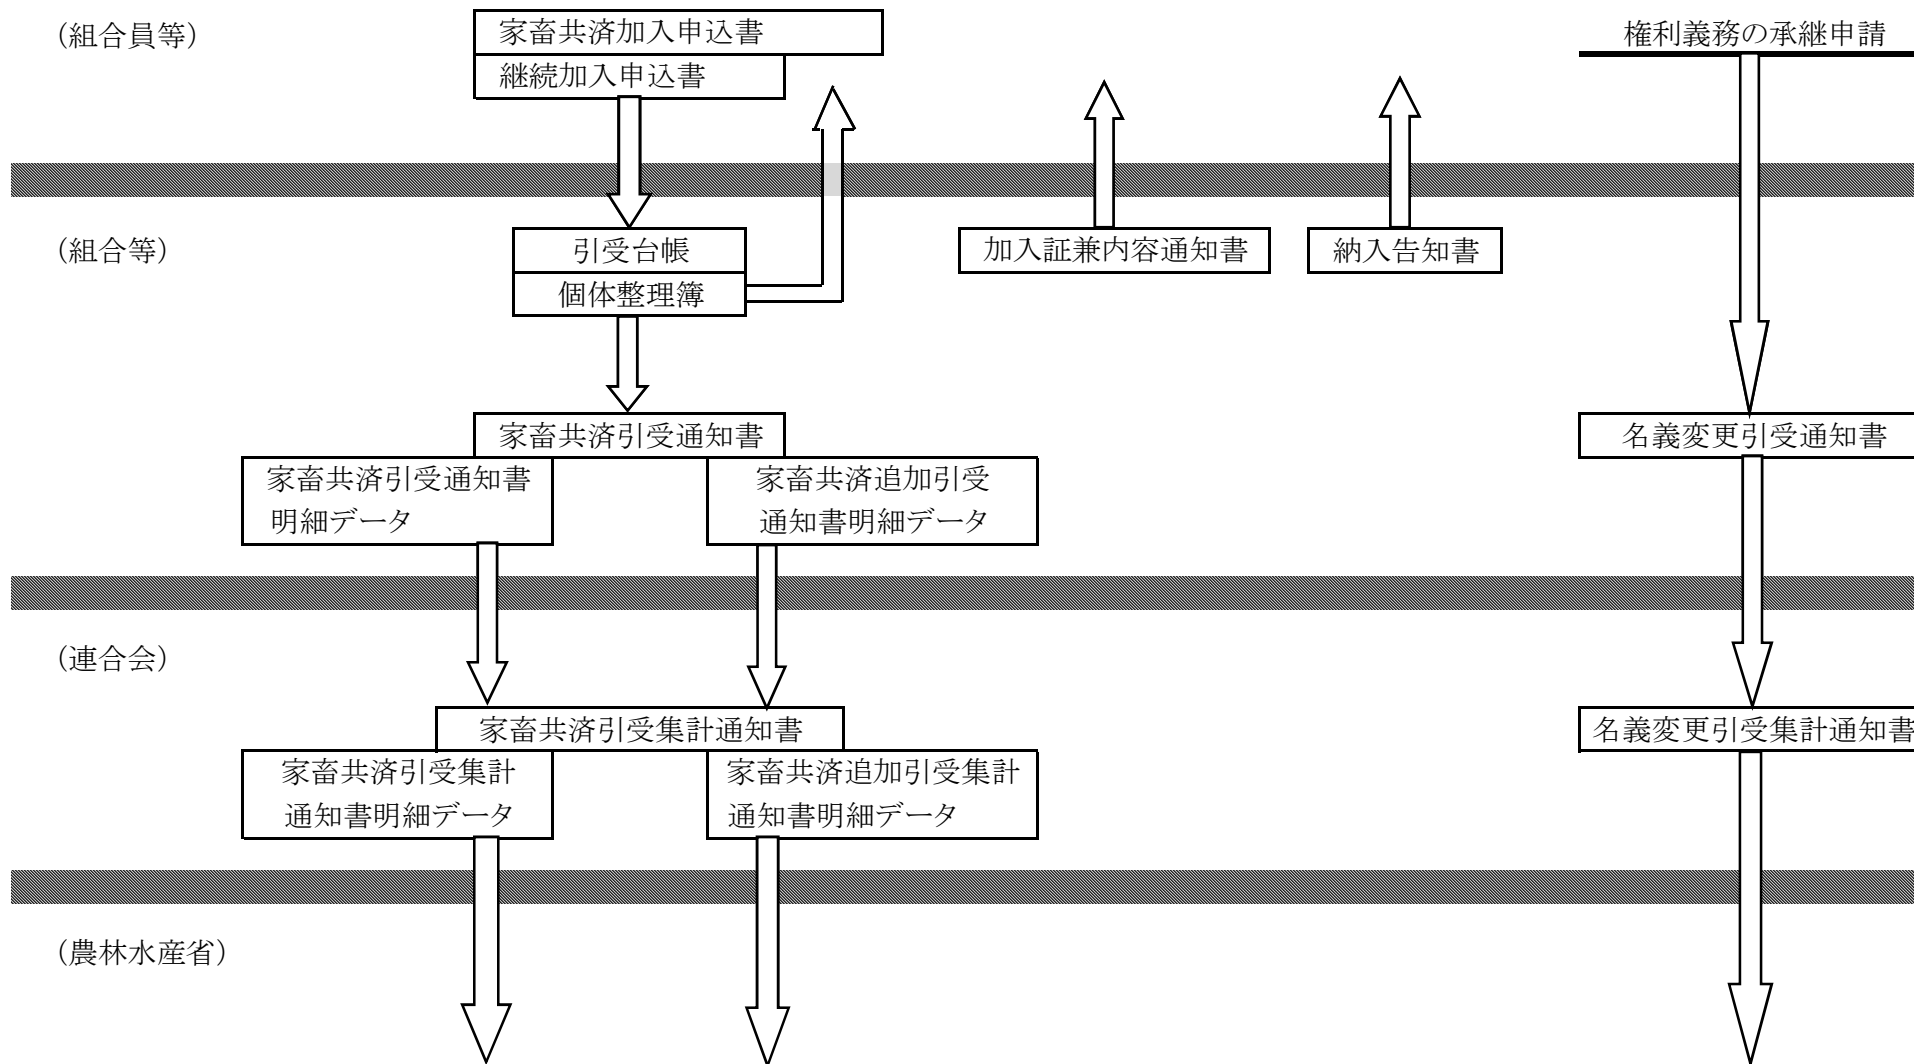 (組合員等)
家畜共済加入申込書
継続加入申込書
権利義務の承継申請
(組合等)
引受台帳
個体整理簿
加入証兼内容通知書
納入告知書
家畜共済引受通知書
家畜共済引受通知書
明細データ
家畜共済追加引受
通知書明細データ
名義変更引受通知書
(連合会)
家畜共済引受集計通知書
家畜共済引受集計
通知書明細データ
家畜共済追加引受集計
通知書明細データ
名義変更引受集計通知書
(農林水産省)